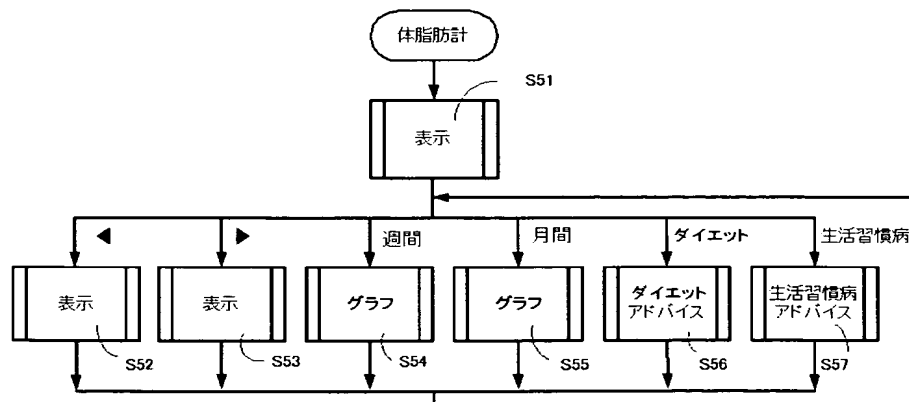 体脂肪計
S51
表示
◀
▶
週間
月間
ダイエット
生活習慣病
表示
表示
グラフ
グラフ
ダイエット
アドバイス
生活習慣病
アドバイス
S52
S53
S54
S55
S56
S57